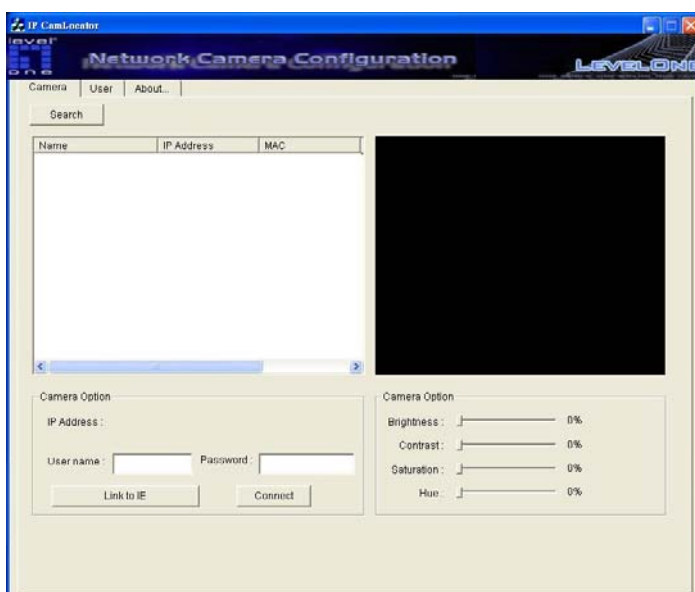 IP CamLocator
level
one
Network Camera Configuration
LEVELONE
Camera
User
About...
Search
Name
IP Address
MAC
Camera Option
IP Address :
User name :
Password :
Link to IE
Connect
Camera Option
Brightness :
0%
Contrast :
0%
Saturation :
0%
Hue :
0%